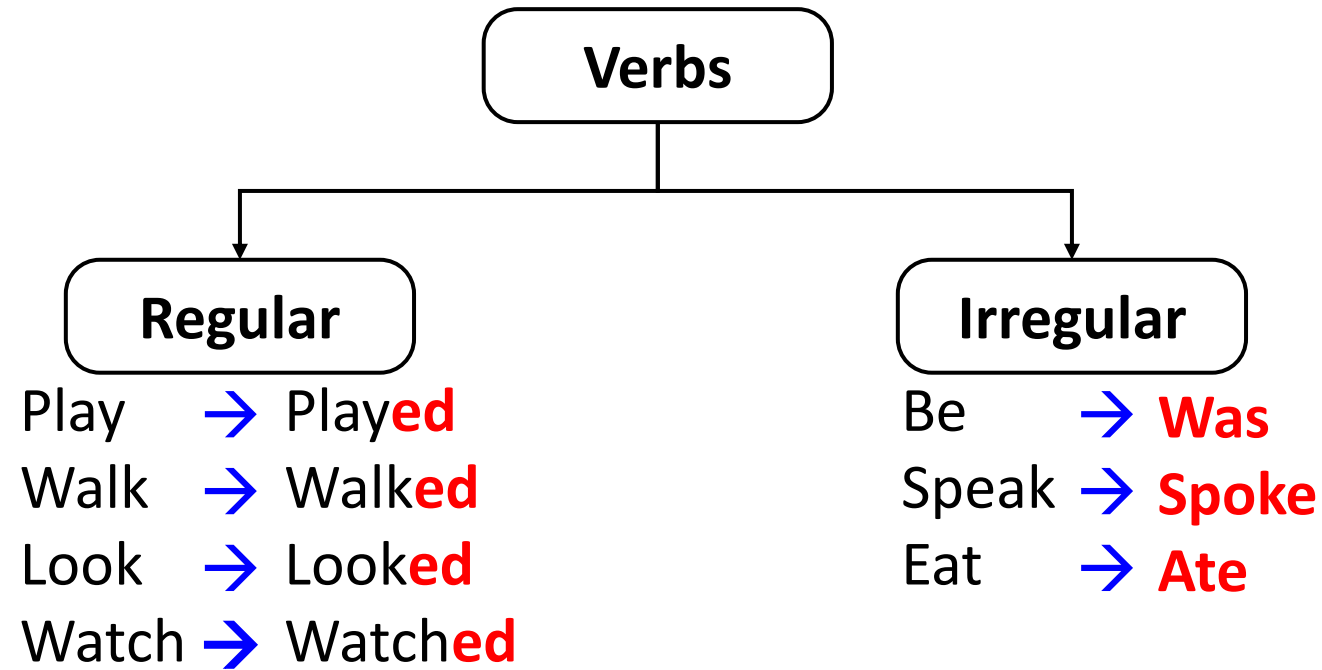 Verbs
Regular
Irregular
Play → Played
Be → Was
Walk → Walked
Speak → Spoke
Look → Looked
Eat → Ate
Watch → Watched